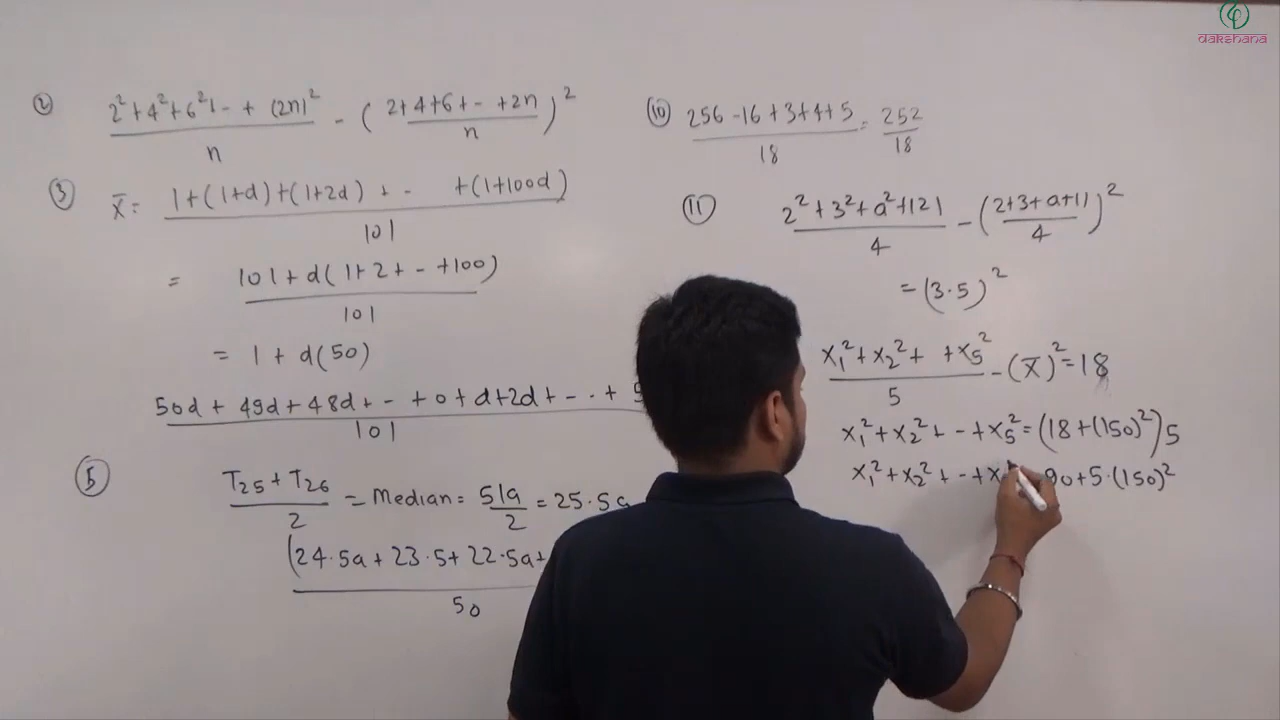 ② (2²+4²+6²+-+(2n)²)/n - ((2+4+6+-+2n)/n)²
③ x̄ = (1+(1+d)+(1+2d)+-  +(1+100d))/101
= (101+d(1+2+-+100))/101
= 1+d(50)
(50d+49d+48d+-+0+d+2d+-..+)/101
⑤ (T₂₅+T₂₆)/2 = Median = 51a/2 = 25.5a
(24.5a+23.5+22.5a+)/50
⑩ (256-16+3+4+5)/18 = 252/18
⑪ (2²+3²+a²+121)/4 - ((2+3+a+11)/4)²
= (3.5)²
(x₁²+x₂²+ +x₅²)/5 - (x̄)² = 18
x₁²+x₂²+-+x₅² = (18+(150)²)5
x₁²+x₂²+-+x 90+5.(150)²
dakshana